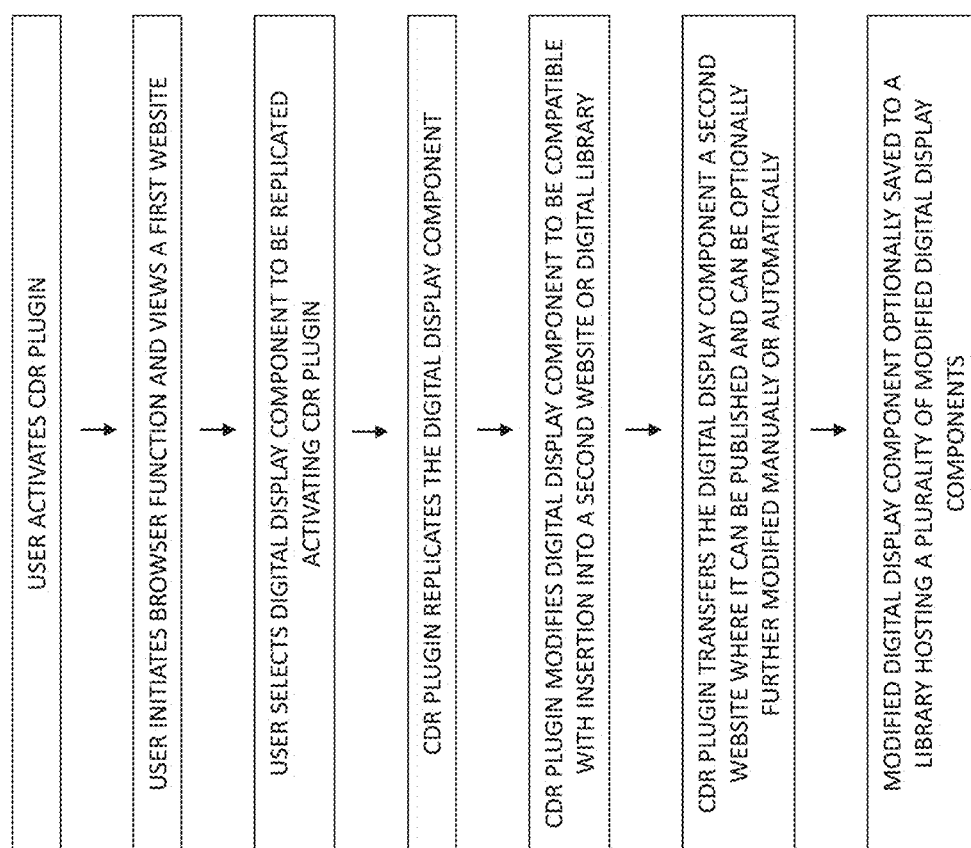 USER ACTIVATES CDR PLUGIN
USER INITIATES BROWSER FUNCTION AND VIEWS A FIRST WEBSITE
USER SELECTS DIGITAL DISPLAY COMPONENT TO BE REPLICATED
ACTIVATING CDR PLUGIN
CDR PLUGIN REPLICATES THE DIGITAL DISPLAY COMPONENT
CDR PLUGIN MODIFIES DIGITAL DISPLAY COMPONENT TO BE COMPATIBLE
WITH INSERTION INTO A SECOND WEBSITE OR DIGITAL LIBRARY
CDR PLUGIN TRANSFERS THE DIGITAL DISPLAY COMPONENT A SECOND
WEBSITE WHERE IT CAN BE PUBLISHED AND CAN BE OPTIONALLY
FURTHER MODIFIED MANUALLY OR AUTOMATICALLY
MODIFIED DIGITAL DISPLAY COMPONENT OPTIONALLY SAVED TO A
LIBRARY HOSTING A PLURALITY OF MODIFIED DIGITAL DISPLAY
COMPONENTS